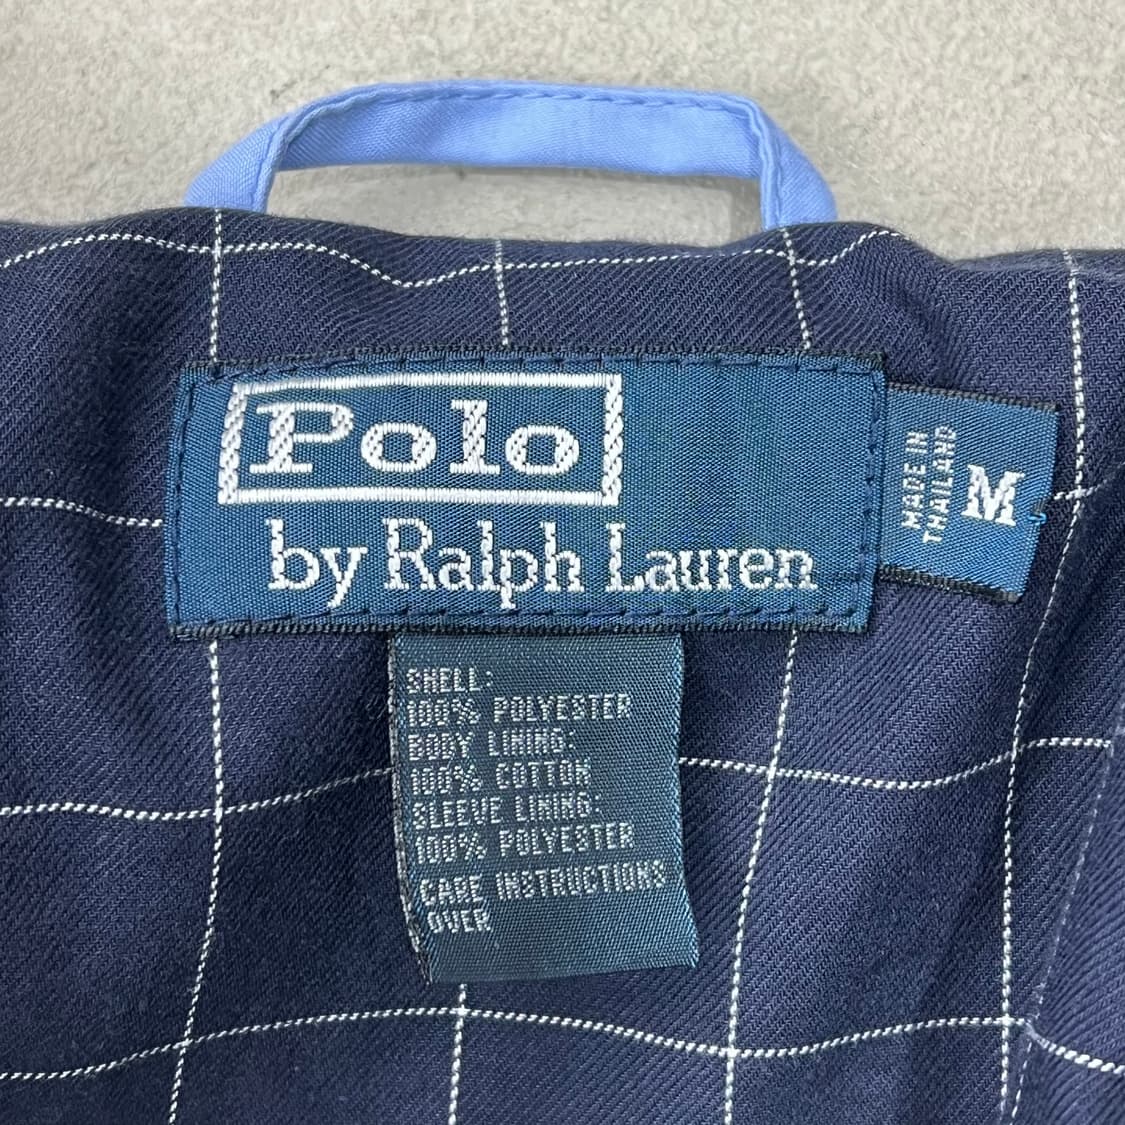 Polo
by Ralph Lauren
MADE IN
THAILAND
M
SHELL:
100% POLYESTER
BODY LINING:
100% COTTON
SLEEVE LINING:
100% POLYESTER
CARE INSTRUCTIONS
OVER